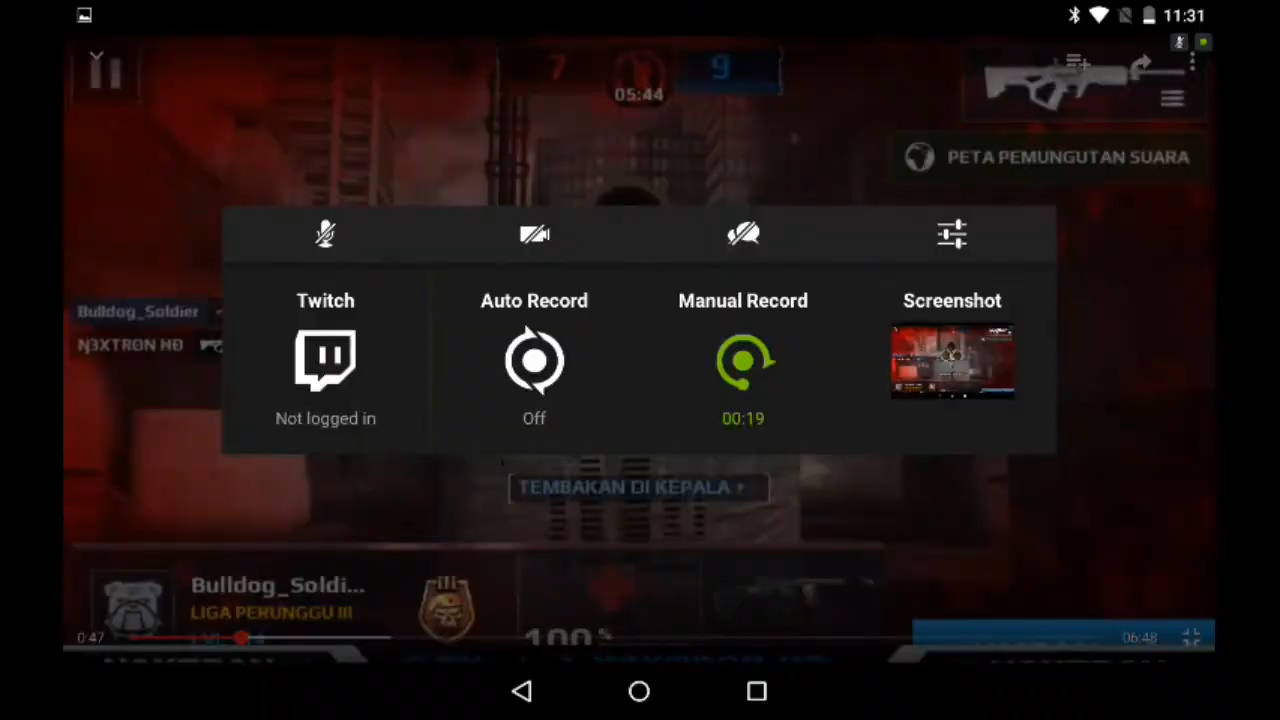 11:31
7
9
05:44
PETA PEMUNGUTAN SUARA
Twitch
Auto Record
Manual Record
Screenshot
Bulldog_Soldier
N3XTRON HD
Not logged in
Off
00:19
TEMBAKAN DI KEPALA +
Bulldog_Soldi...
LIGA PERUNGGU III
0:47
100%
06:48